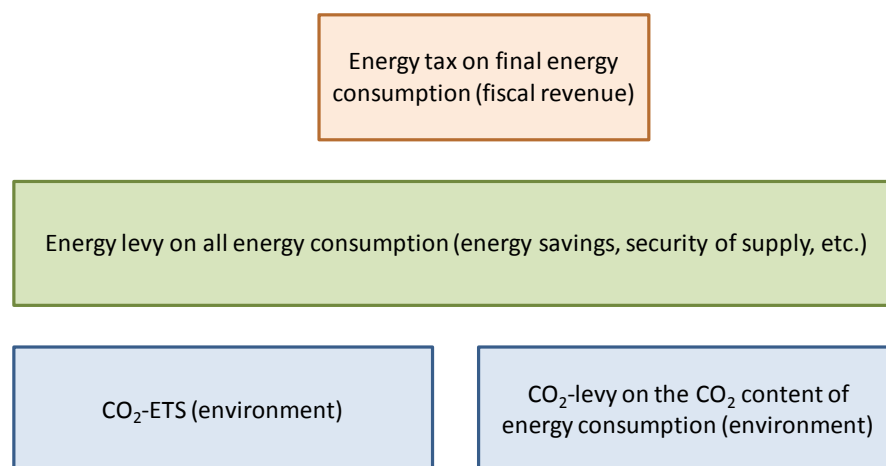 Energy tax on final energy
consumption (fiscal revenue)
Energy levy on all energy consumption (energy savings, security of supply, etc.)
CO₂-ETS (environment)
CO₂-levy on the CO₂ content of
energy consumption (environment)